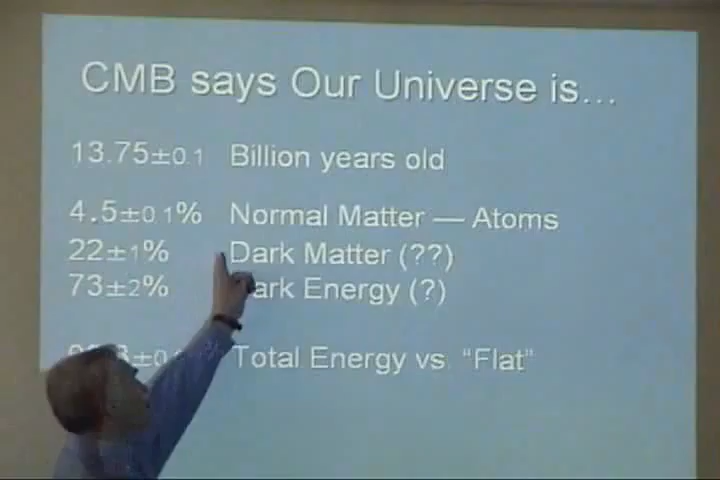 CMB says Our Universe is...
13.75±0.1 Billion years old
4.5±0.1% Normal Matter — Atoms
22±1% Dark Matter (??)
73±2% Dark Energy (?)
Total Energy vs. "Flat"